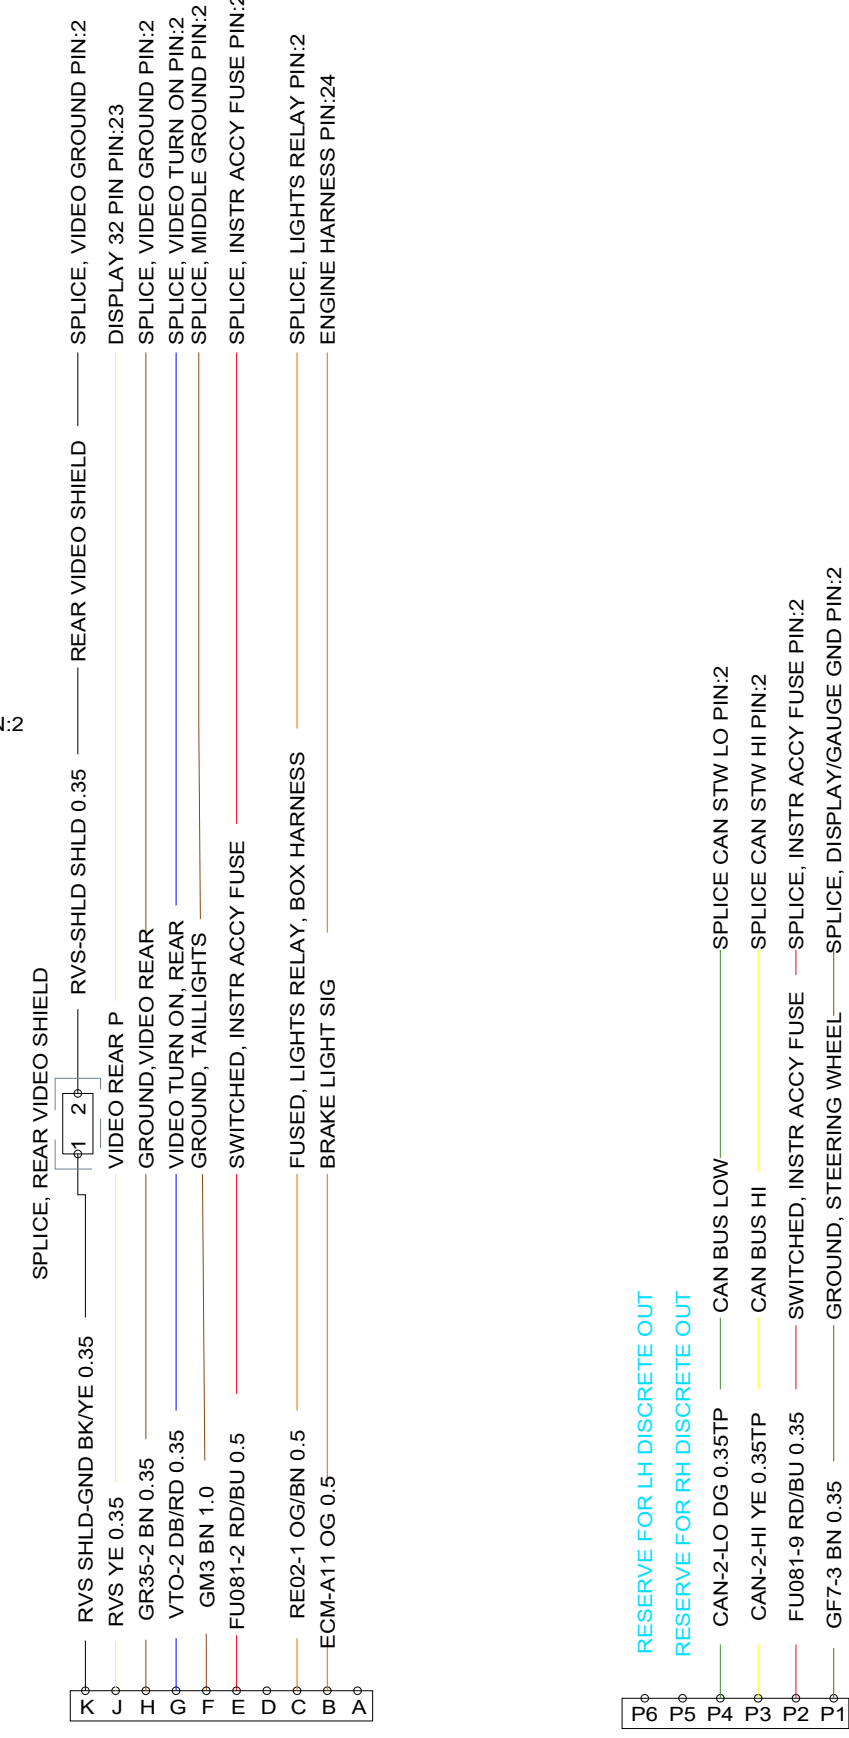 SPLICE, VIDEO GROUND PIN:2
DISPLAY 32 PIN PIN:23
SPLICE, VIDEO GROUND PIN:2
SPLICE, VIDEO TURN ON PIN:2
SPLICE, MIDDLE GROUND PIN:2
SPLICE, INSTR ACCY FUSE PIN:2
SPLICE, LIGHTS RELAY PIN:2
ENGINE HARNESS PIN:24
REAR VIDEO SHIELD
RVS-SHLD SHLD 0.35
SPLICE, REAR VIDEO SHIELD
1 2
VIDEO REAR P
GROUND,VIDEO REAR
VIDEO TURN ON, REAR
GROUND, TAILLIGHTS
SWITCHED, INSTR ACCY FUSE
FUSED, LIGHTS RELAY, BOX HARNESS
BRAKE LIGHT SIG
RVS SHLD-GND BK/YE 0.35
RVS YE 0.35
GR35-2 BN 0.35
VTO-2 DB/RD 0.35
GM3 BN 1.0
FU081-2 RD/BU 0.5
RE02-1 OG/BN 0.5
ECM-A11 OG 0.5
K J H G F E D C B A
SPLICE CAN STW LO PIN:2
SPLICE CAN STW HI PIN:2
SPLICE, INSTR ACCY FUSE PIN:2
SPLICE, DISPLAY/GAUGE GND PIN:2
CAN BUS LOW
CAN BUS HI
SWITCHED, INSTR ACCY FUSE
GROUND, STEERING WHEEL
RESERVE FOR LH DISCRETE OUT
RESERVE FOR RH DISCRETE OUT
CAN-2-LO DG 0.35TP
CAN-2-HI YE 0.35TP
FU081-9 RD/BU 0.35
GF7-3 BN 0.35
P6 P5 P4 P3 P2 P1